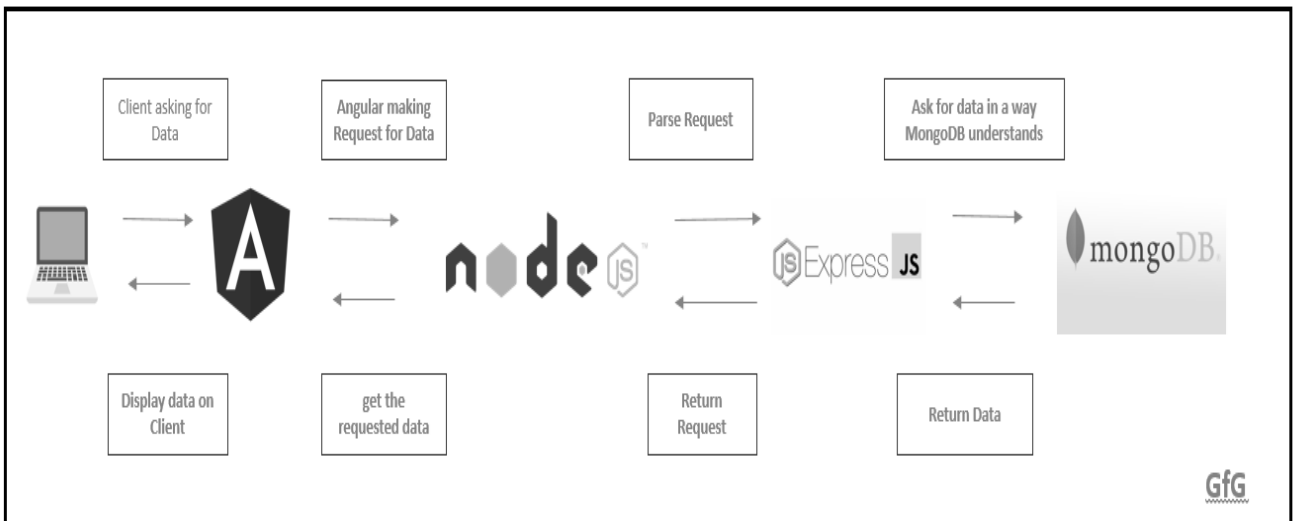 Client asking for
Data
Angular making
Request for Data
Parse Request
Ask for data in a way
MongoDB understands
A
node JS
TM
JS Express JS
mongoDB
Display data on
Client
get the
requested data
Return
Request
Return Data
GfG